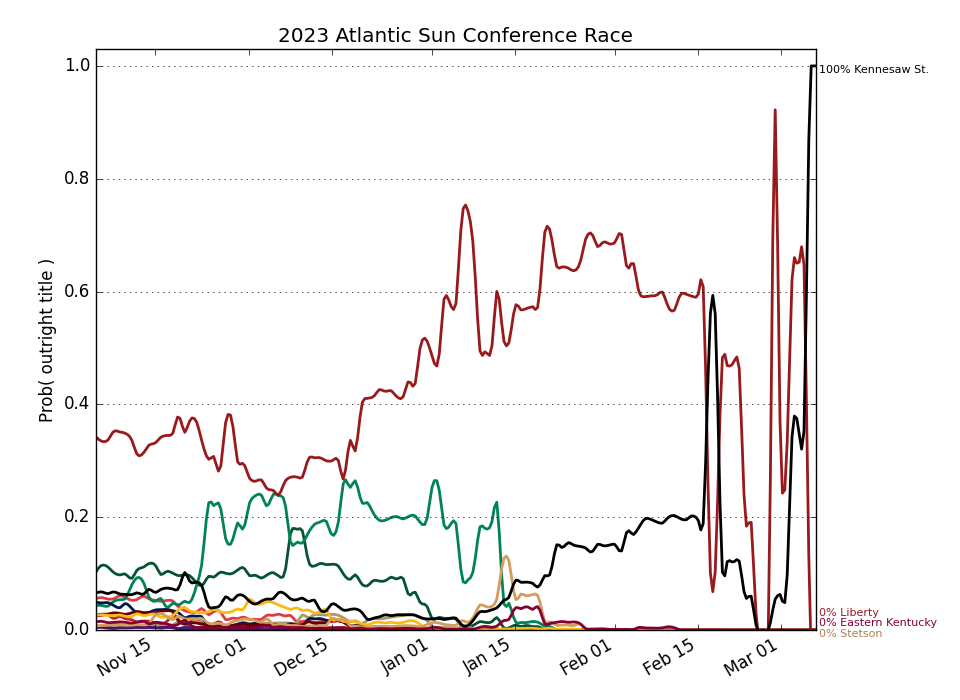 2023 Atlantic Sun Conference Race
1.0
0.8
0.6
0.4
0.2
0.0
Prob( outright title )
100% Kennesaw St.
0% Liberty
0% Eastern Kentucky
0% Stetson
Nov 15
Dec 01
Dec 15
Jan 01
Jan 15
Feb 01
Feb 15
Mar 01